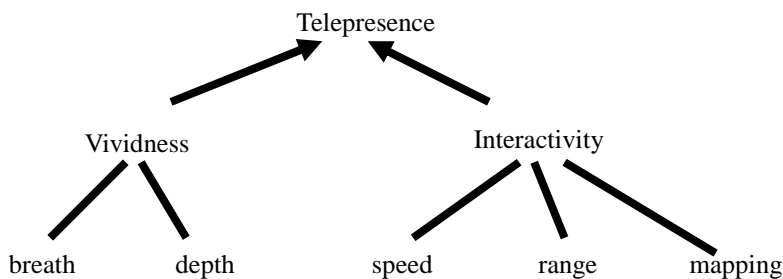 Telepresence
Vividness Interactivity
breath depth speed range mapping